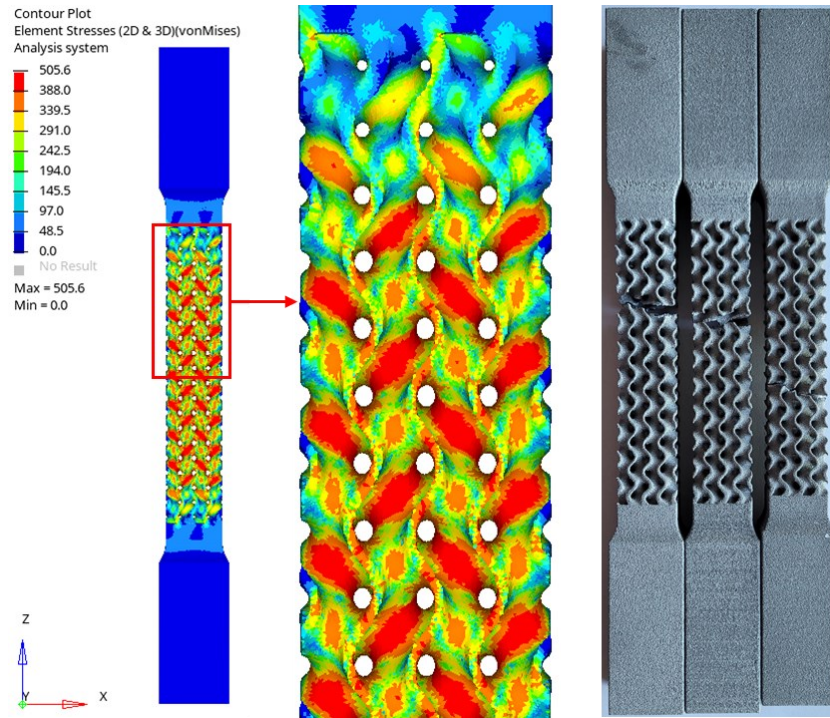 Contour Plot
Element Stresses (2D & 3D)(vonMises)
Analysis system
505.6
388.0
339.5
291.0
242.5
194.0
145.5
97.0
48.5
0.0
No Result
Max = 505.6
Min = 0.0
Z
Y
X